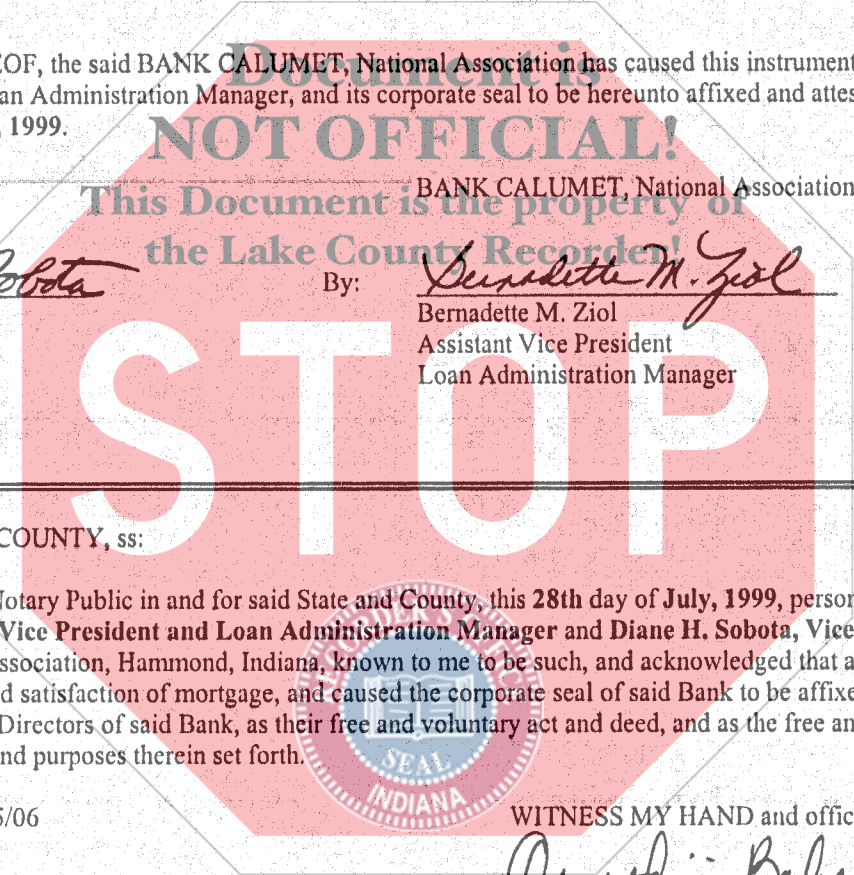 Document is
EOF, the said BANK CALUMET, National Association has caused this instrument
an Administration Manager, and its corporate seal to be hereunto affixed and attes
, 1999.
NOT OFFICIAL!
BANK CALUMET, National Association
This Document is the property of
the Lake County Recorder!
Sobota By: Bernadette M. Ziol
Bernadette M. Ziol
Assistant Vice President
Loan Administration Manager
STOP
COUNTY, ss:
Notary Public in and for said State and County, this 28th day of July, 1999, person
Vice President and Loan Administration Manager and Diane H. Sobota, Vice
ssociation, Hammond, Indiana, known to me to be such, and acknowledged that a
d satisfaction of mortgage, and caused the corporate seal of said Bank to be affixe
Directors of said Bank, as their free and voluntary act and deed, and as the free an
nd purposes therein set forth.
RECORDER'S OFFICE
SEAL
INDIANA
5/06 WITNESS MY HAND and offic